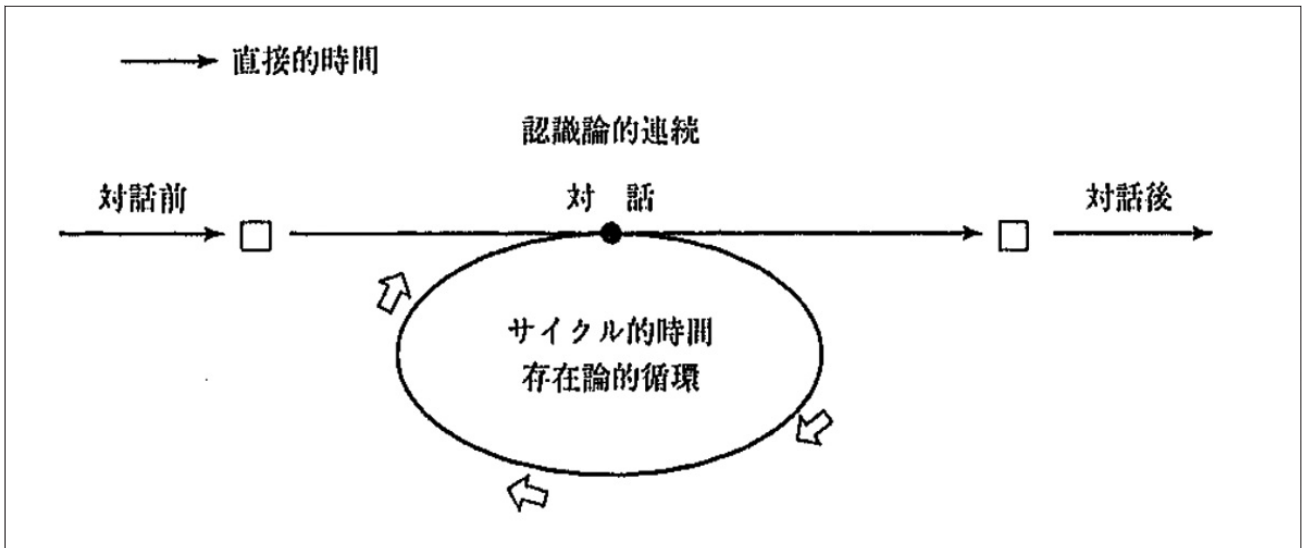 直接的時間
認識論的連続
対話前
対　話
対話後
サイクル的時間
存在論的循環